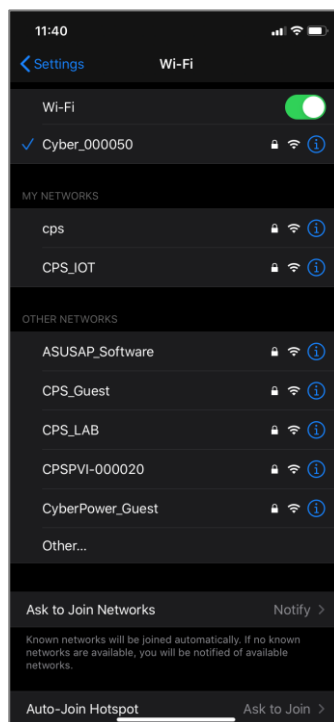 11:40
Settings
Wi-Fi
Wi-Fi
Cyber_000050
MY NETWORKS
cps
CPS_IOT
OTHER NETWORKS
ASUSAP_Software
CPS_Guest
CPS_LAB
CPSPVI-000020
CyberPower_Guest
Other...
Ask to Join Networks Notify
Known networks will be joined automatically. If no known
networks are available, you will be notified of available
networks.
Auto-Join Hotspot Ask to Join